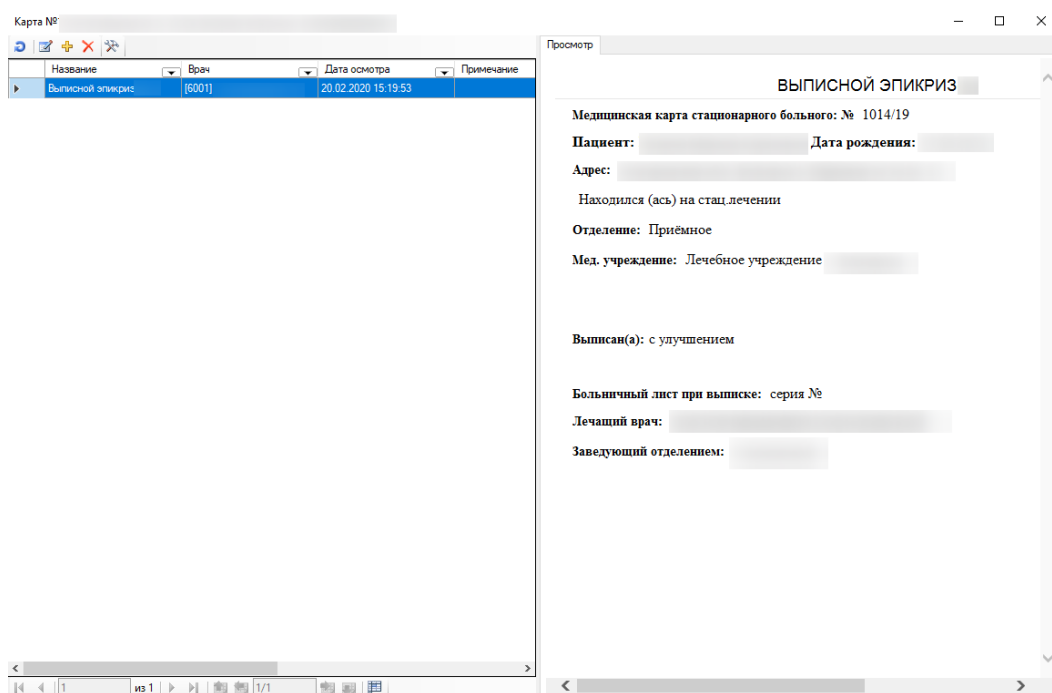 Карта №
Название Врач Дата осмотра Примечание
Выписной эпикриз [6001] 20.02.2020 15:19:53
1 из 1 1/1
Просмотр
ВЫПИСНОЙ ЭПИКРИЗ
Медицинская карта стационарного больного: № 1014/19
Пациент: Дата рождения:
Адрес:
Находился (ась) на стац.лечении
Отделение: Приёмное
Мед. учреждение: Лечебное учреждение
Выписан(а): с улучшением
Больничный лист при выписке: серия №
Лечащий врач:
Заведующий отделением: